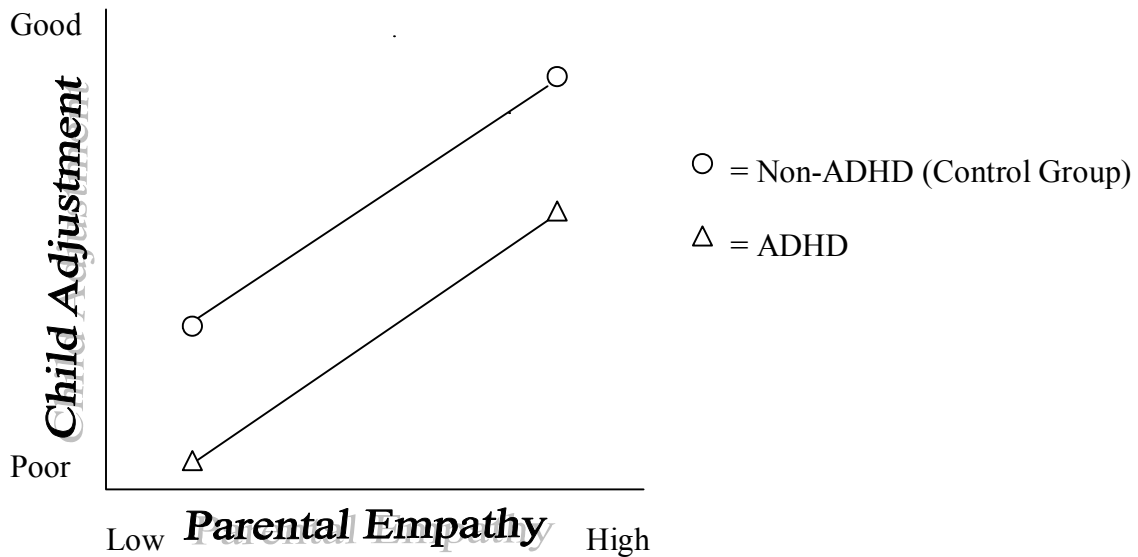 Good
Child Adjustment
Poor
Low Parental Empathy High
○ = Non-ADHD (Control Group)
△ = ADHD